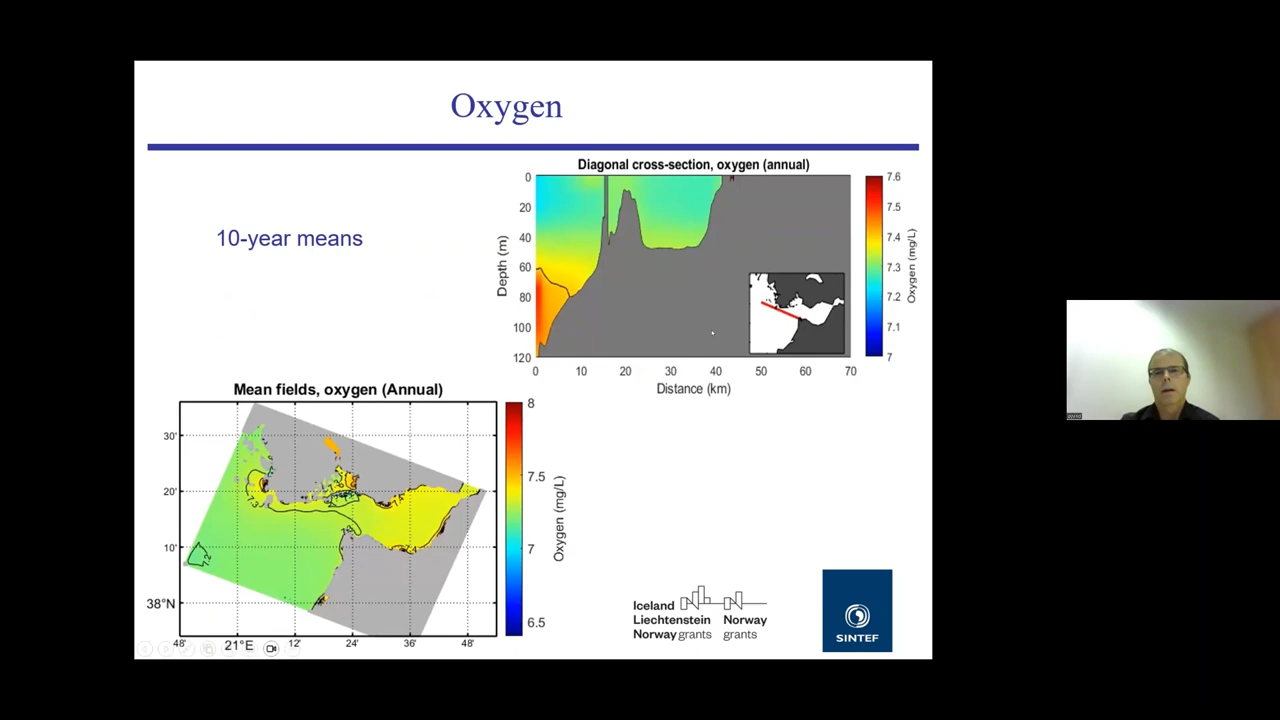 Oxygen
10-year means
Diagonal cross-section, oxygen (annual)
0
20
40
60
80
100
120
Depth (m)
0 10 20 30 40 50 60 70
Distance (km)
7.6
7.5
7.4
7.3
7.2
7.1
7
Oxygen (mg/L)
Mean fields, oxygen (Annual)
30'
20'
10'
38°N
48' 21°E 12' 24' 36' 48'
7.2
8
7.5
7
6.5
Oxygen (mg/L)
Iceland
Liechtenstein Norway
Norway grants grants
SINTEF